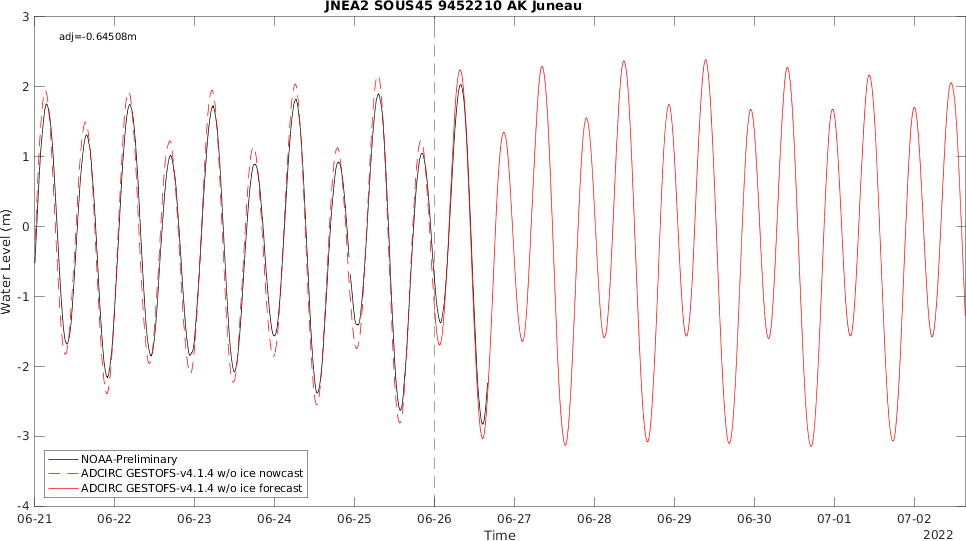 JNEA2 SOUS45 9452210 AK Juneau
adj=-0.64508m
3
2
1
0
-1
-2
-3
-4
Water Level (m)
NOAA-Preliminary
ADCIRC GESTOFS-v4.1.4 w/o ice nowcast
ADCIRC GESTOFS-v4.1.4 w/o ice forecast
06-21 06-22 06-23 06-24 06-25 06-26 06-27 06-28 06-29 06-30 07-01 07-02
Time
2022